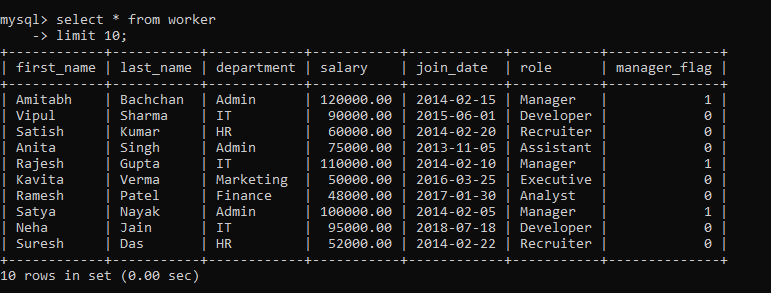 mysql> select * from worker
    -> limit 10;
+------------+-----------+------------+-----------+------------+-----------+--------------+
| first_name | last_name | department | salary    | join_date  | role      | manager_flag |
+------------+-----------+------------+-----------+------------+-----------+--------------+
| Amitabh    | Bachchan  | Admin      | 120000.00 | 2014-02-15 | Manager   |            1 |
| Vipul      | Sharma    | IT         |  90000.00 | 2015-06-01 | Developer |            0 |
| Satish     | Kumar     | HR         |  60000.00 | 2014-02-20 | Recruiter |            0 |
| Anita      | Singh     | Admin      |  75000.00 | 2013-11-05 | Assistant |            0 |
| Rajesh     | Gupta     | IT         | 110000.00 | 2014-02-10 | Manager   |            1 |
| Kavita     | Verma     | Marketing  |  50000.00 | 2016-03-25 | Executive |            0 |
| Ramesh     | Patel     | Finance    |  48000.00 | 2017-01-30 | Analyst   |            0 |
| Satya      | Nayak     | Admin      | 100000.00 | 2014-02-05 | Manager   |            1 |
| Neha       | Jain      | IT         |  95000.00 | 2018-07-18 | Developer |            0 |
| Suresh     | Das       | HR         |  52000.00 | 2014-02-22 | Recruiter |            0 |
+------------+-----------+------------+-----------+------------+-----------+--------------+
10 rows in set (0.00 sec)